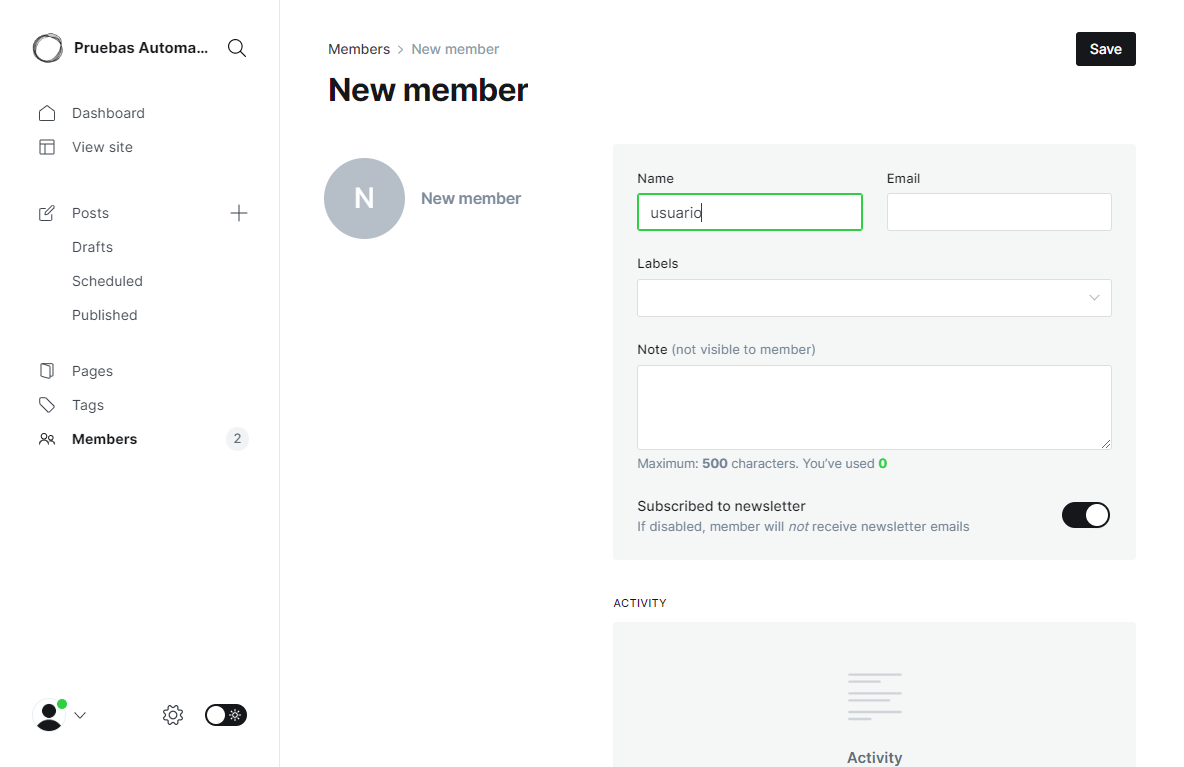 Pruebas Automa...
Dashboard
View site
Posts
Drafts
Scheduled
Published
Pages
Tags
Members
2
Members > New member
Save
New member
N
New member
Name
Email
usuario
Labels
Note (not visible to member)
Maximum: 500 characters. You've used 0
Subscribed to newsletter
If disabled, member will not receive newsletter emails
ACTIVITY
Activity